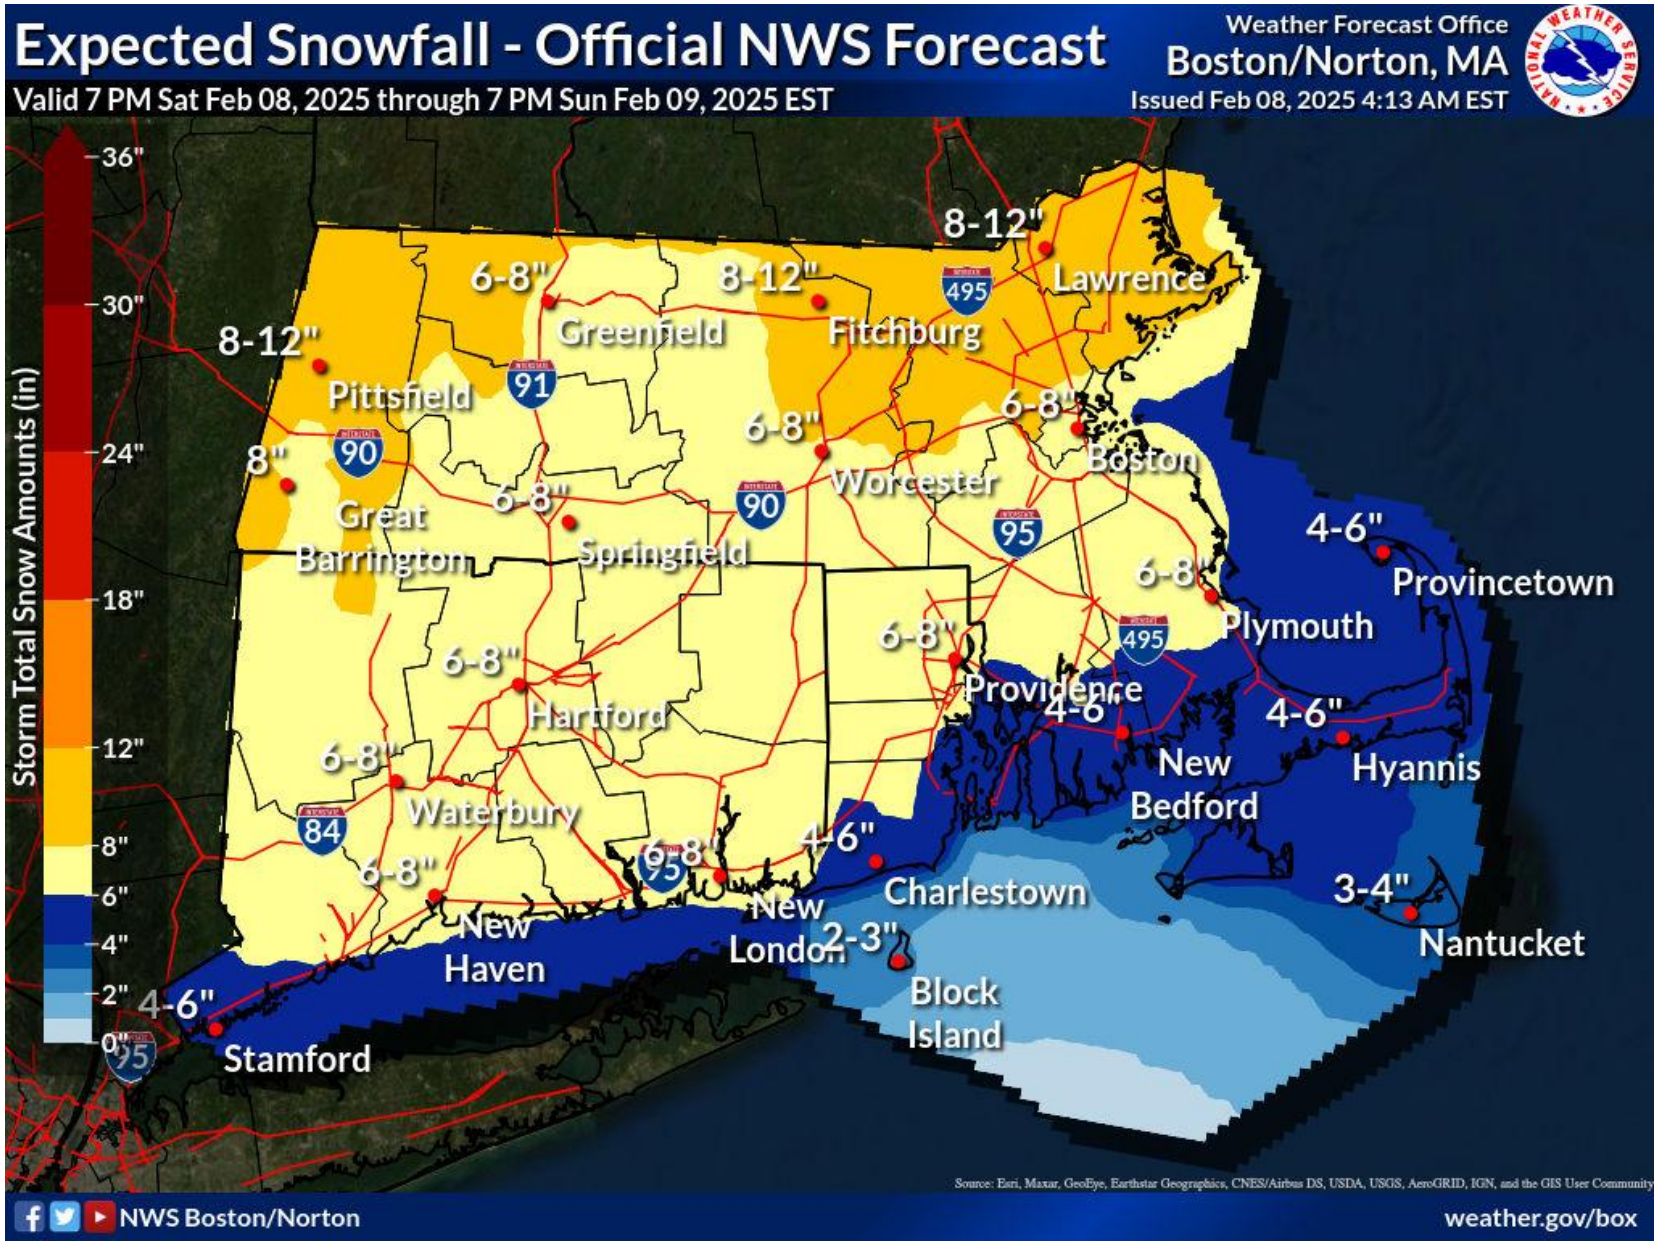 Expected Snowfall - Official NWS Forecast
Valid 7 PM Sat Feb 08, 2025 through 7 PM Sun Feb 09, 2025 EST
Weather Forecast Office
Boston/Norton, MA
Issued Feb 08, 2025 4:13 AM EST
NATIONAL WEATHER SERVICE
Storm Total Snow Amounts (in)
36"
30"
24"
18"
12"
8"
6"
4"
2"
0"
8-12"
Lawrence
6-8"
Greenfield
8-12"
Fitchburg
INTERSTATE
495
8-12"
Pittsfield
INTERSTATE
91
6-8"
Boston
6-8"
Worcester
INTERSTATE
90
8"
Great
Barrington
6-8"
Springfield
INTERSTATE
90
INTERSTATE
95
4-6"
Provincetown
6-8"
Plymouth
495
6-8"
Providence
6-8"
Hartford
4-6"
New
Bedford
4-6"
Hyannis
6-8"
Waterbury
84
6-8"
New
Haven
95
6-8"
New
London
4-6"
Charlestown
3-4"
Nantucket
2-3"
Block
Island
4-6"
Stamford
95
Source: Esri, Maxar, GeoEye, Earthstar Geographics, CNES/Airbus DS, USDA, USGS, AeroGRID, IGN, and the GIS User Community
NWS Boston/Norton
weather.gov/box